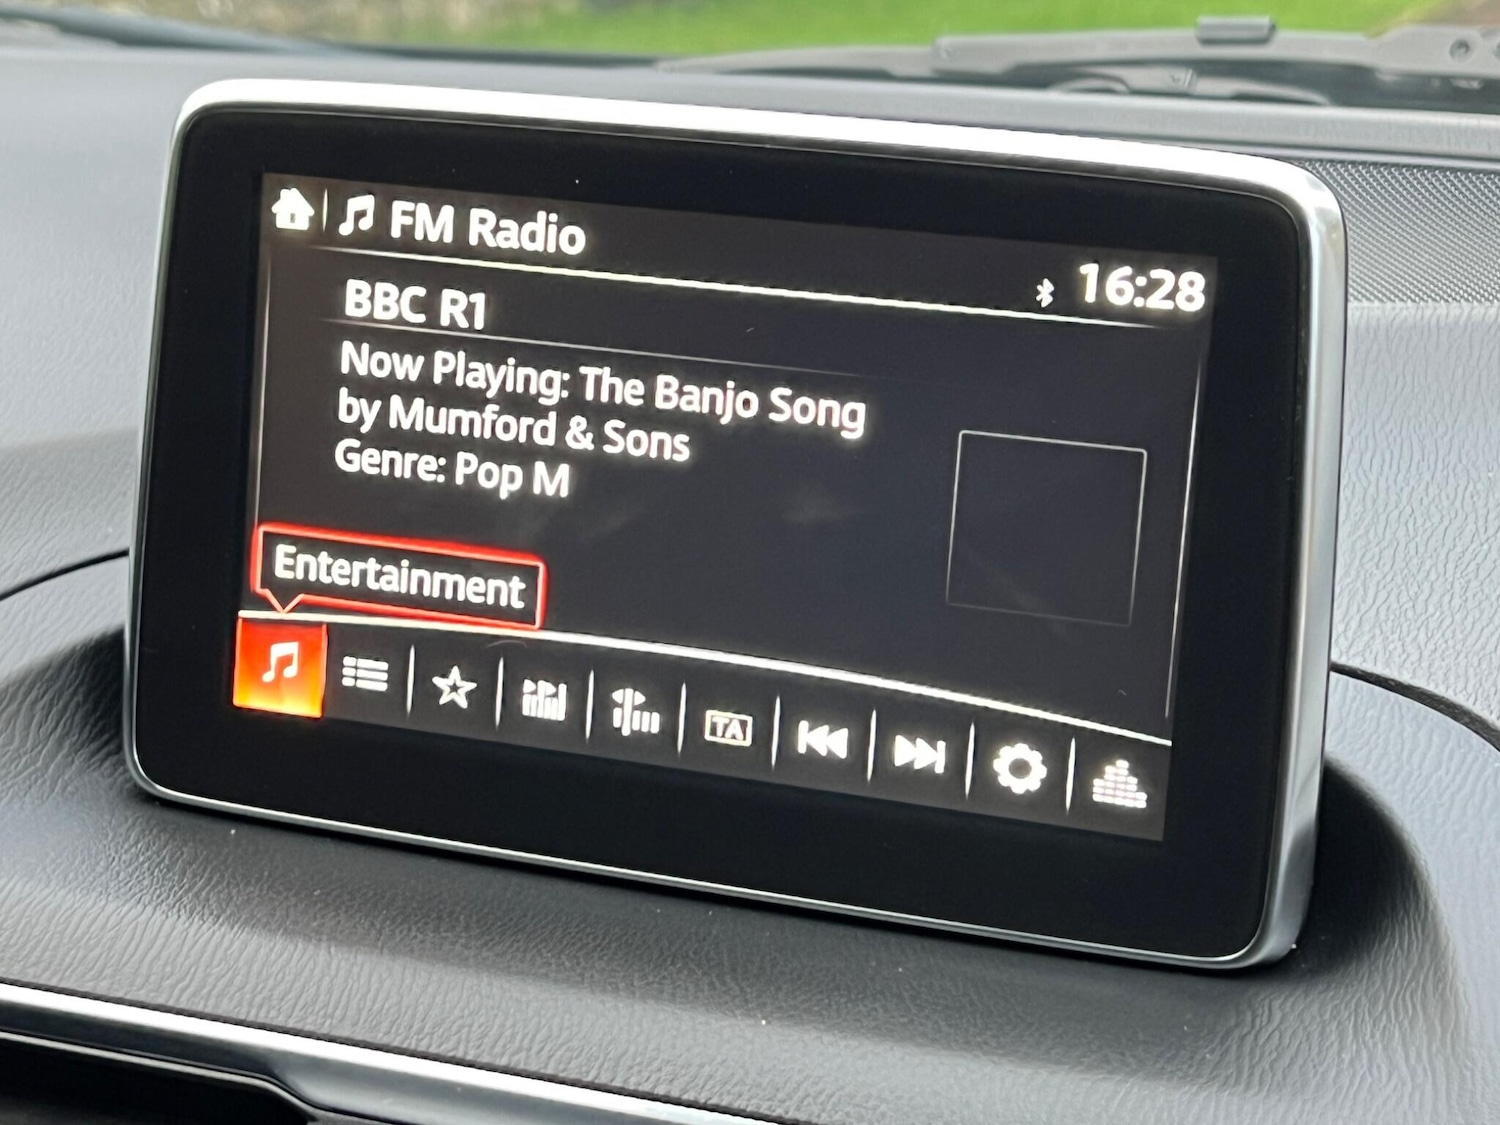 FM Radio
16:28
BBC R1
Now Playing: The Banjo Song
by Mumford & Sons
Genre: Pop M
Entertainment
TA